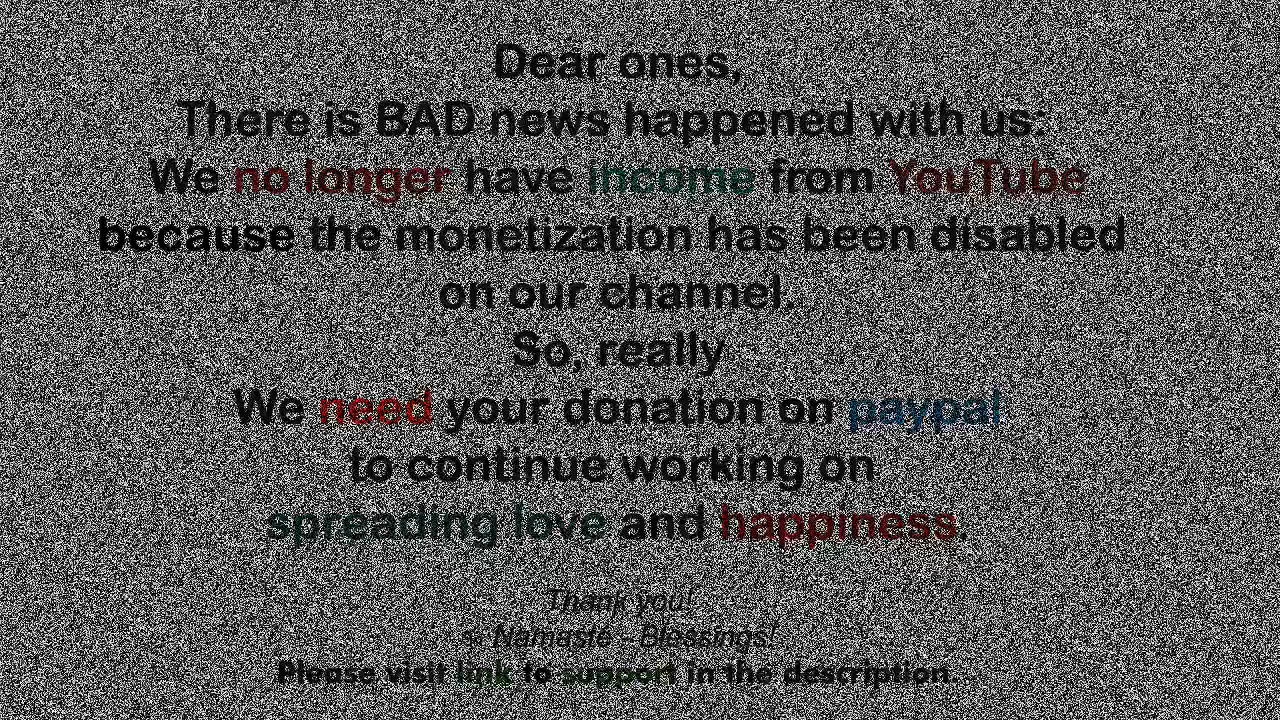 Dear ones,
There is BAD news happened with us:
We no longer have income from YouTube
because the monetization has been disabled
on our channel.
So, really
We need your donation on paypal
to continue working on
spreading love and happiness.
Thank you!
Namaste - Blessings!
Please visit link to support in the description.